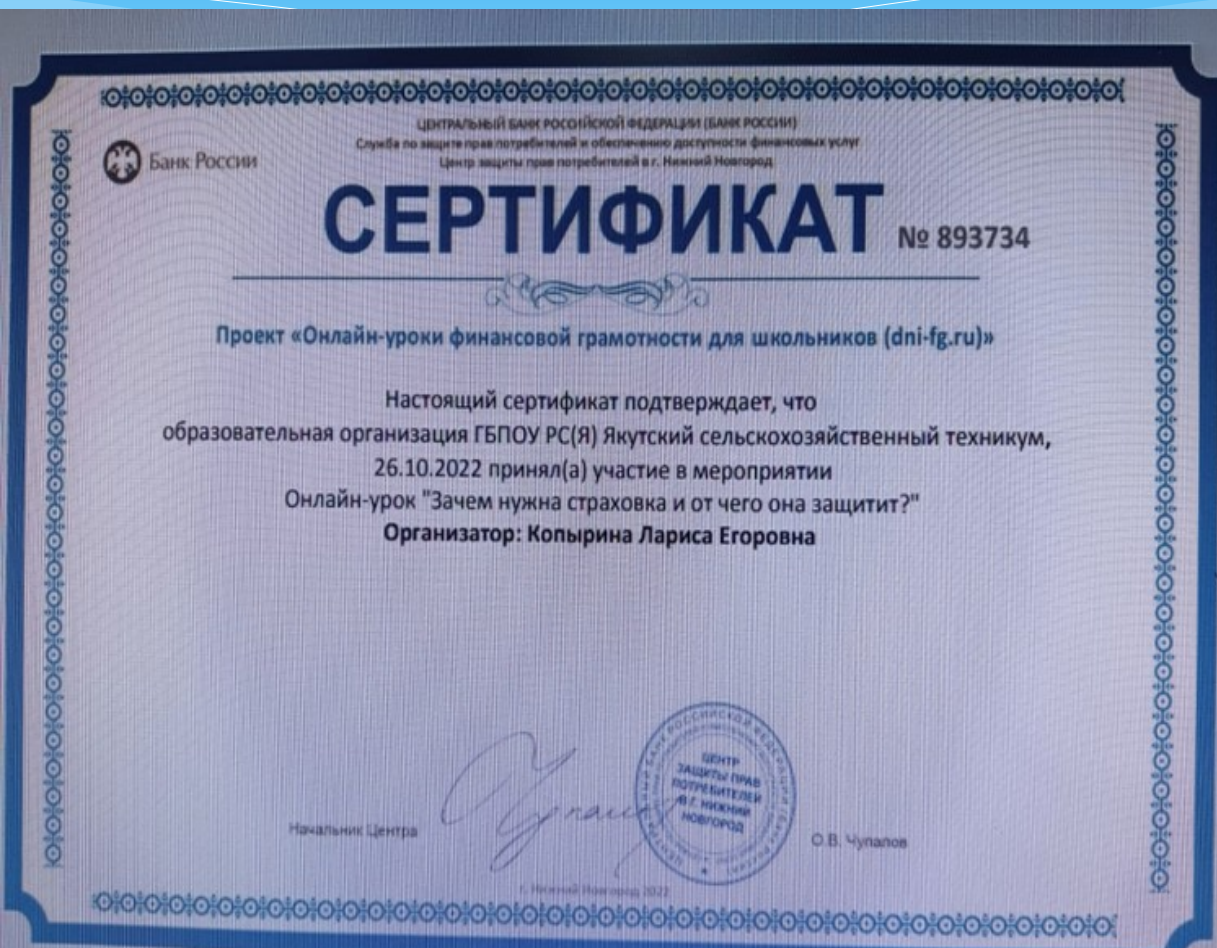 ЦЕНТРАЛЬНЫЙ БАНК РОССИЙСКОЙ ФЕДЕРАЦИИ (БАНК РОССИИ)
Служба по защите прав потребителей и обеспечению доступности финансовых услуг
Центр защиты прав потребителей в г. Нижний Новгород
Банк России
СЕРТИФИКАТ № 893734
Проект «Онлайн-уроки финансовой грамотности для школьников (dni-fg.ru)»
Настоящий сертификат подтверждает, что
образовательная организация ГБПОУ РС(Я) Якутский сельскохозяйственный техникум,
26.10.2022 принял(а) участие в мероприятии
Онлайн-урок "Зачем нужна страховка и от чего она защитит?"
Организатор: Копырина Лариса Егоровна
ЦЕНТР
ЗАЩИТЫ ПРАВ
ПОТРЕБИТЕЛЕЙ
В Г. НИЖНИЙ
НОВГОРОД
Начальник Центра
О.В. Чупалов
г. Нижний Новгород 2022